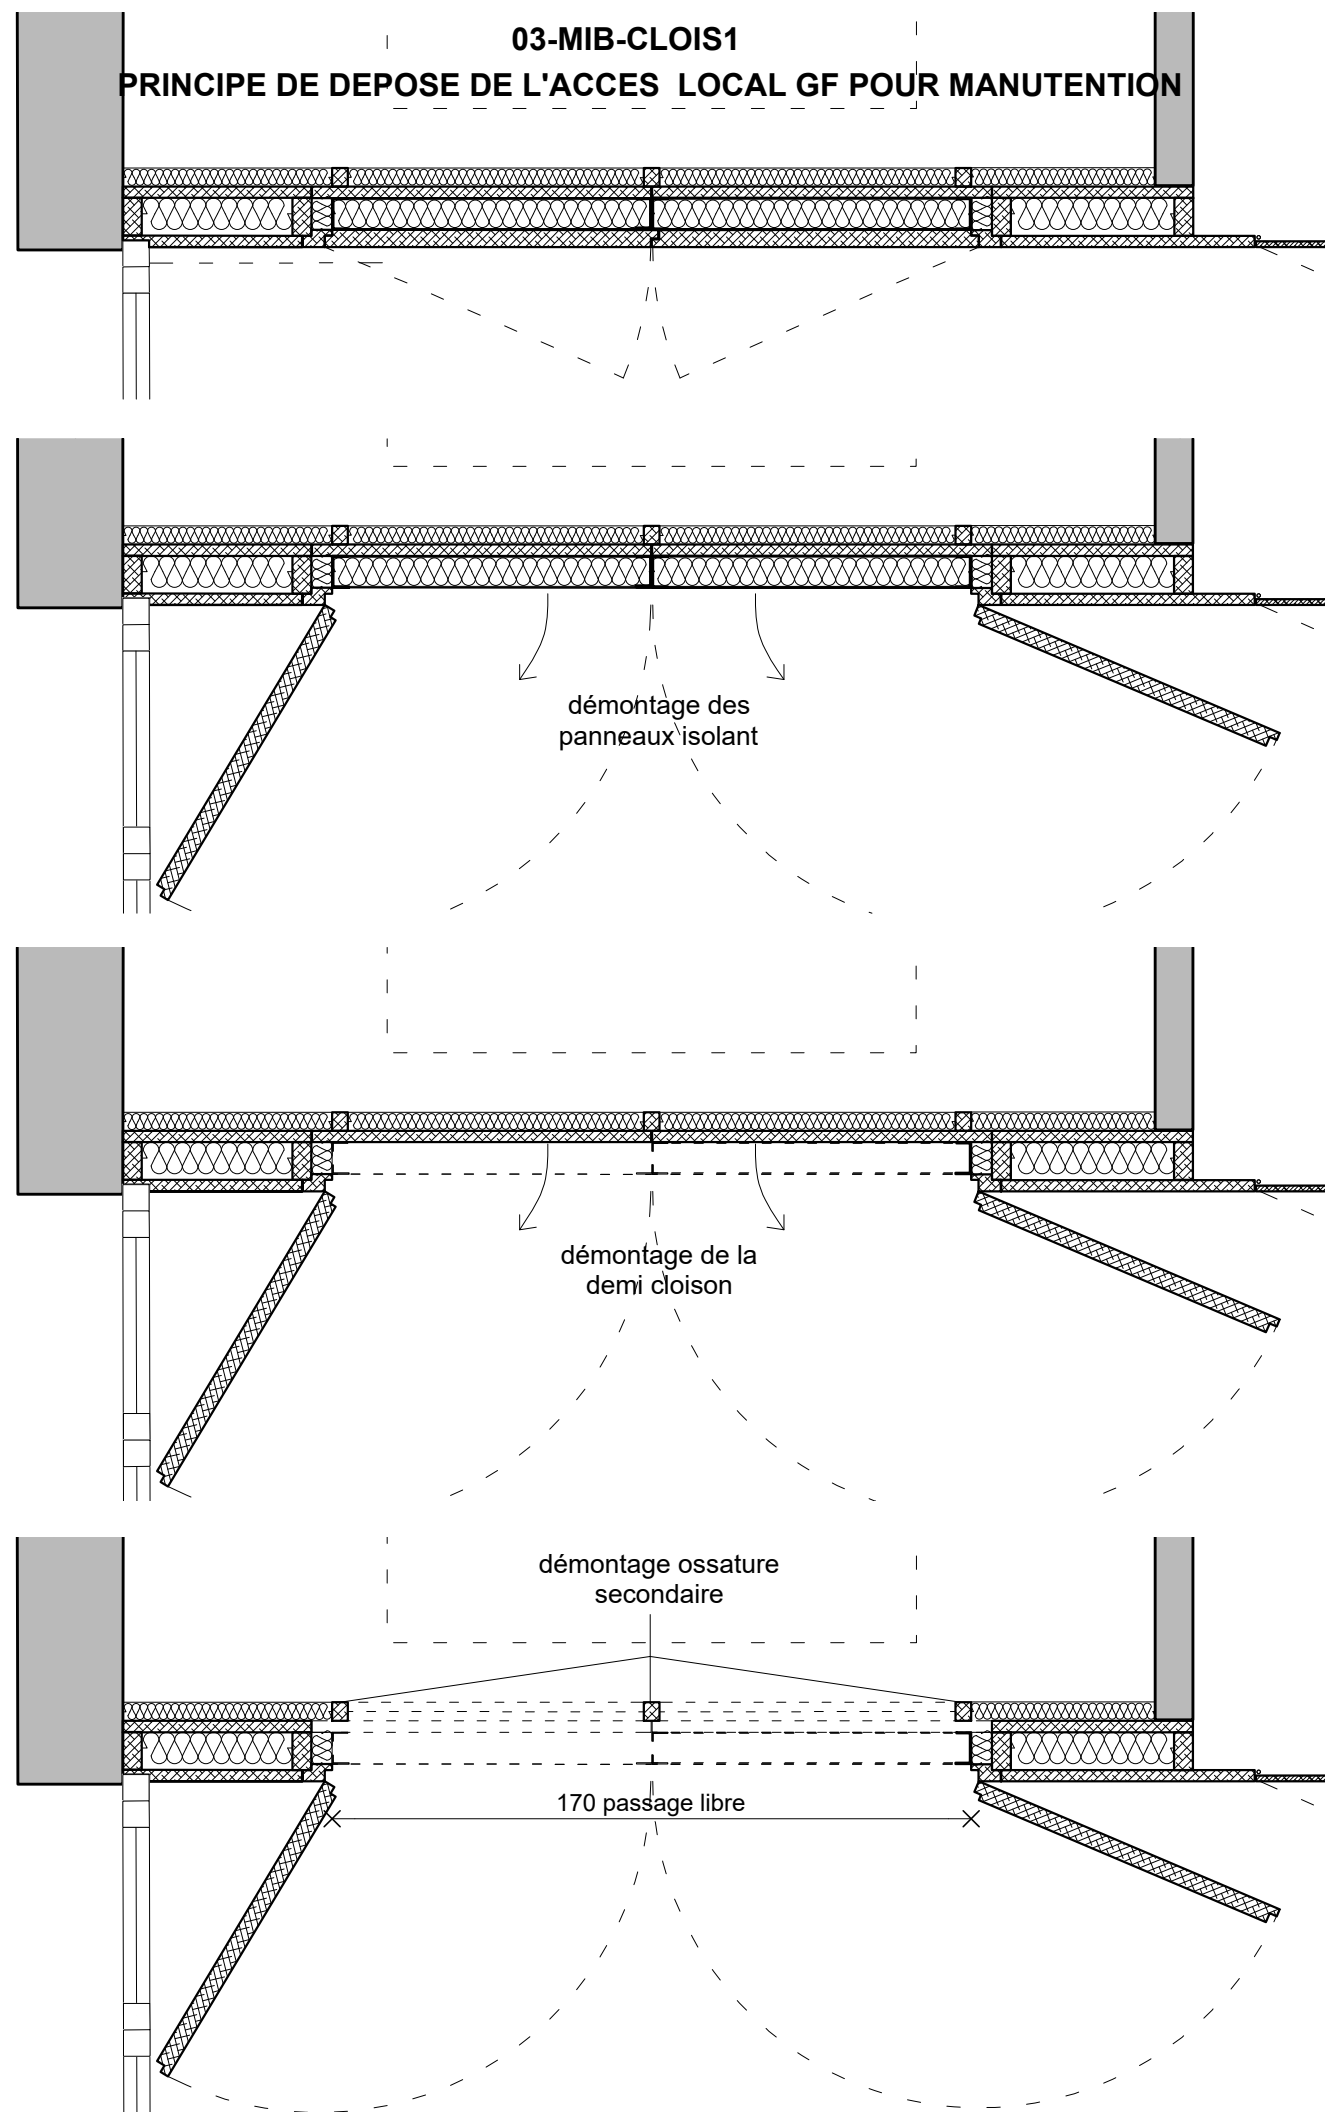 03-MIB-CLOIS1
PRINCIPE DE DEPOSE DE L'ACCES LOCAL GF POUR MANUTENTION
démontage des
panneaux isolant
démontage de la
demi cloison
démontage ossature
secondaire
170 passage libre